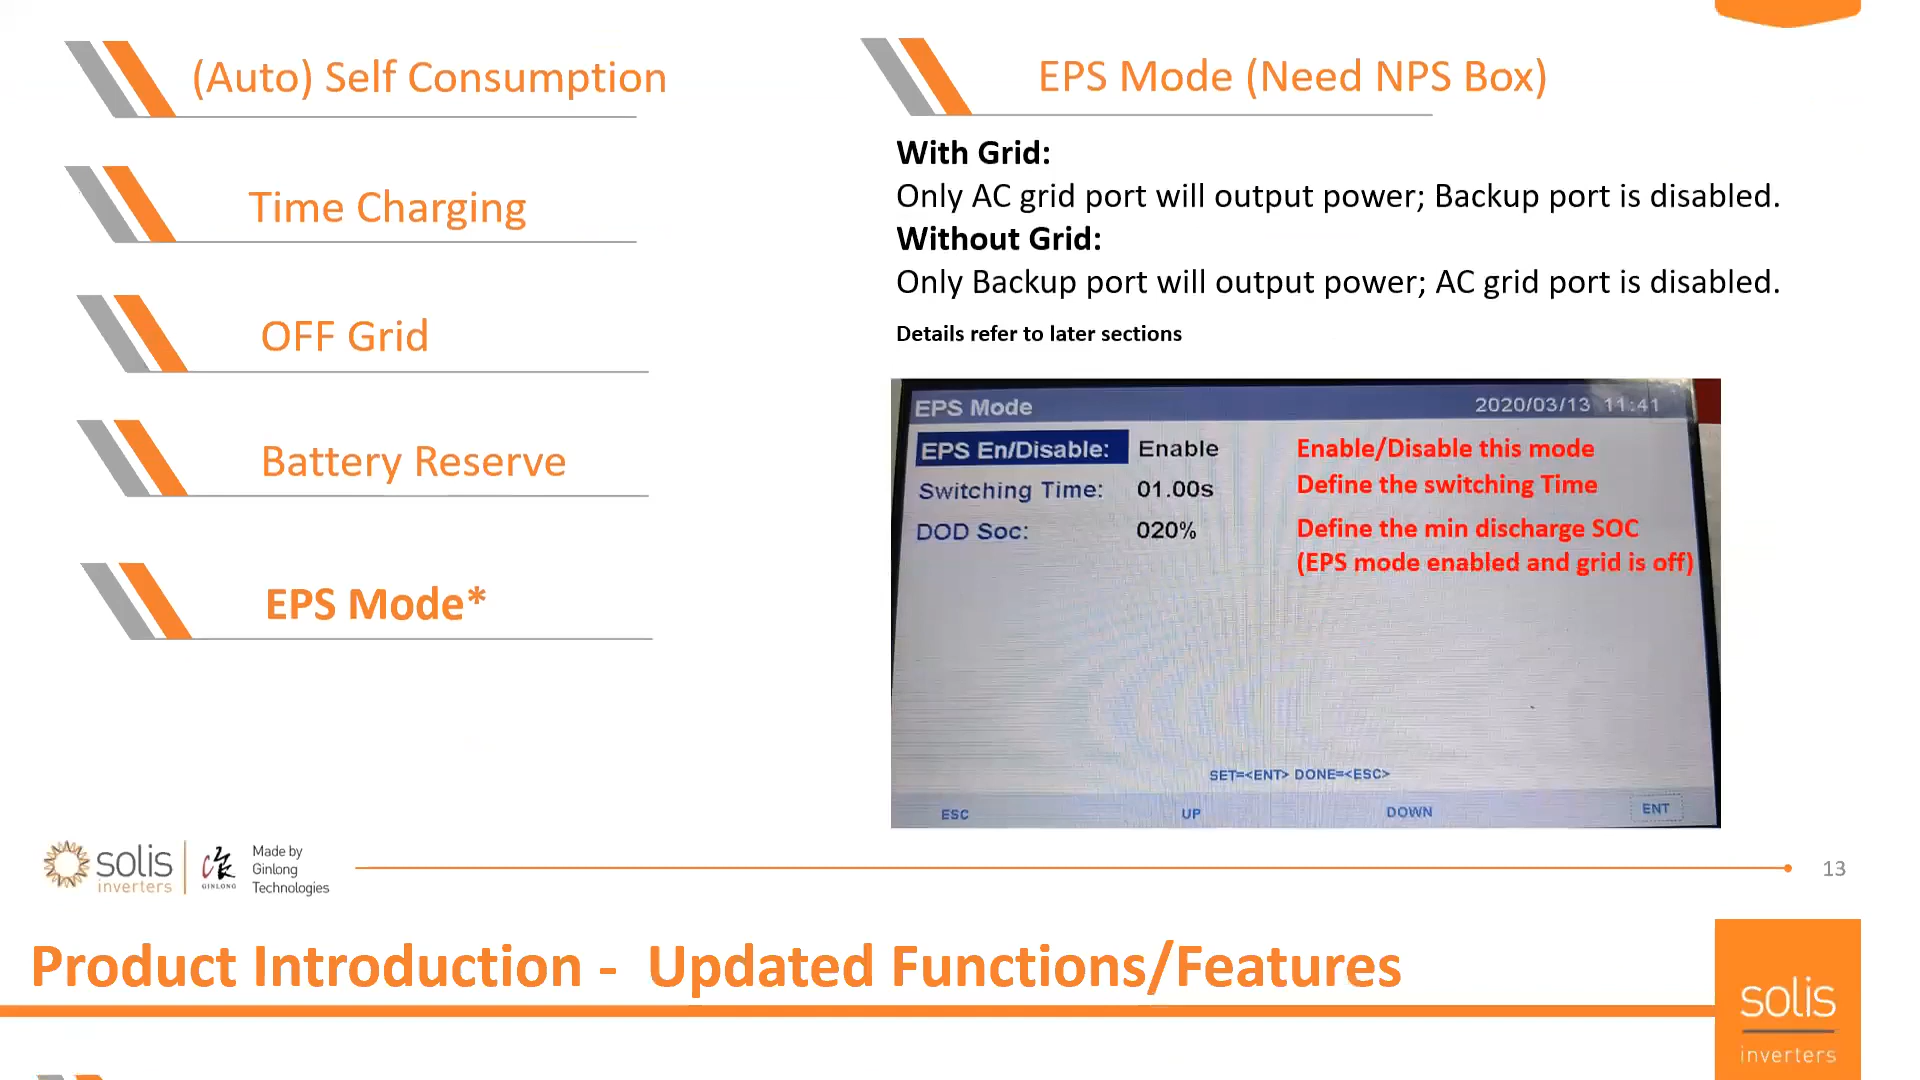 (Auto) Self Consumption
Time Charging
OFF Grid
Battery Reserve
EPS Mode*
EPS Mode (Need NPS Box)
With Grid:
Only AC grid port will output power; Backup port is disabled.
Without Grid:
Only Backup port will output power; AC grid port is disabled.
Details refer to later sections
EPS Mode 2020/03/13 11:41
EPS En/Disable: Enable Enable/Disable this mode
Switching Time: 01.00s Define the switching Time
DOD Soc: 020% Define the min discharge SOC
(EPS mode enabled and grid is off)
SET=<ENT> DONE=<ESC>
ESC UP DOWN ENT
solis
inverters
GINLONG
Made by
Ginlong
Technologies
13
Product Introduction - Updated Functions/Features
solis
inverters